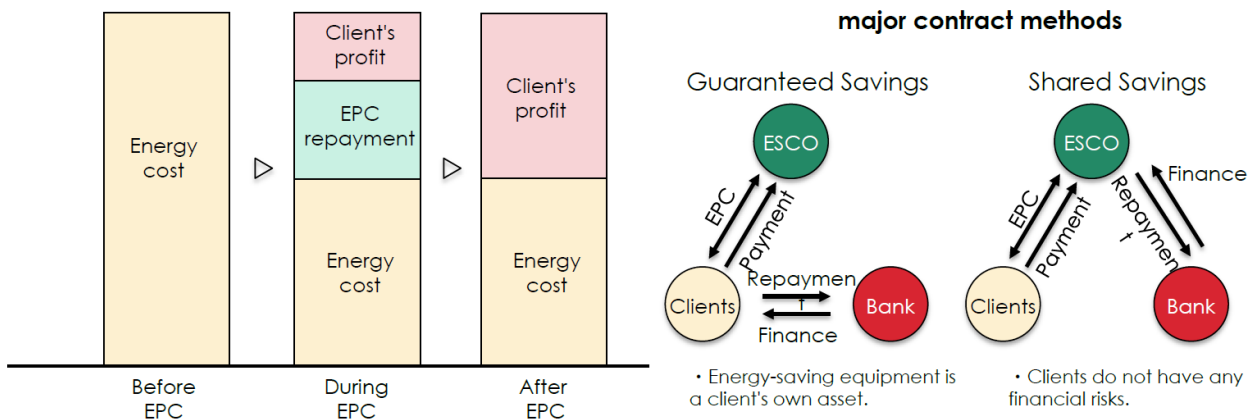 Energy
cost
Before
EPC
Client's
profit
EPC
repayment
Energy
cost
During
EPC
Client's
profit
Energy
cost
After
EPC
major contract methods
Guaranteed Savings
ESCO
EPC
Payment
Clients
Repaymen
t
Finance
Bank
・Energy-saving equipment is
a client's own asset.
Shared Savings
ESCO
EPC
Payment
Finance
Repaymen
t
Clients
Bank
・Clients do not have any
financial risks.